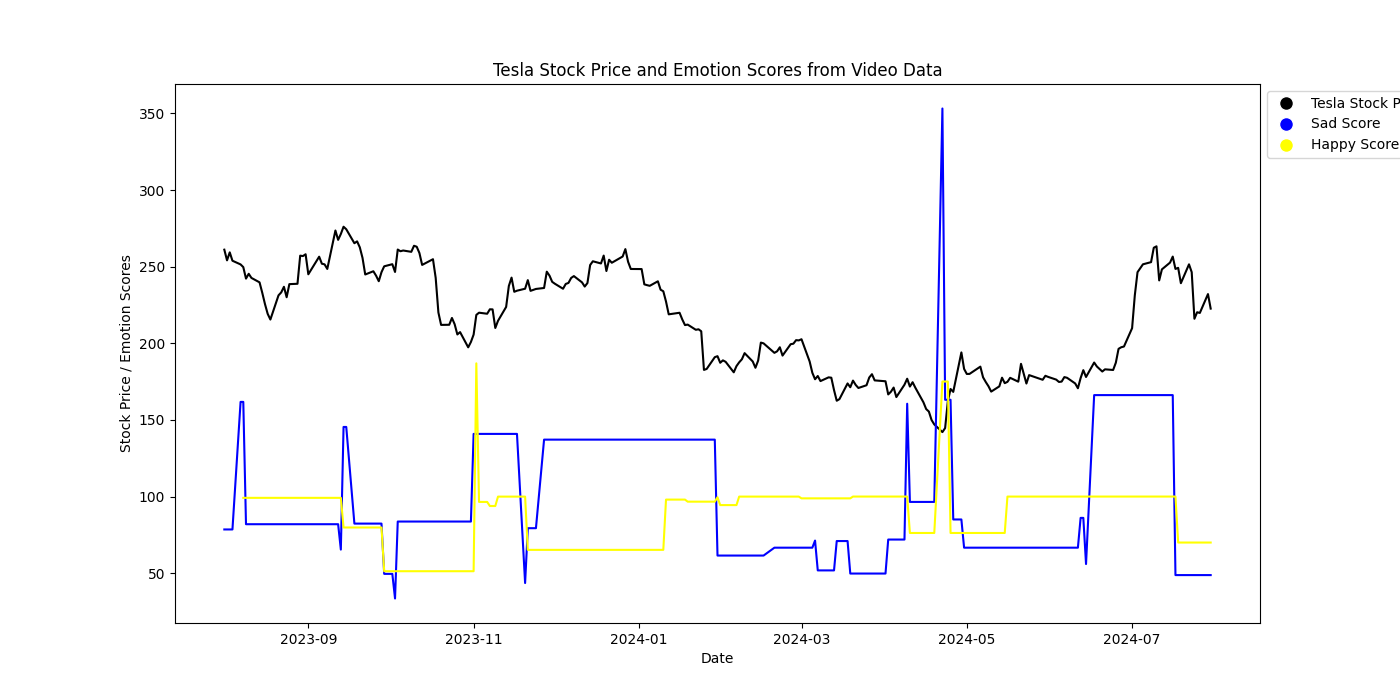 Tesla Stock Price and Emotion Scores from Video Data
350
300
250
200
150
100
50
Stock Price / Emotion Scores
2023-09
2023-11
2024-01
2024-03
2024-05
2024-07
Date
Tesla Stock P
Sad Score
Happy Score